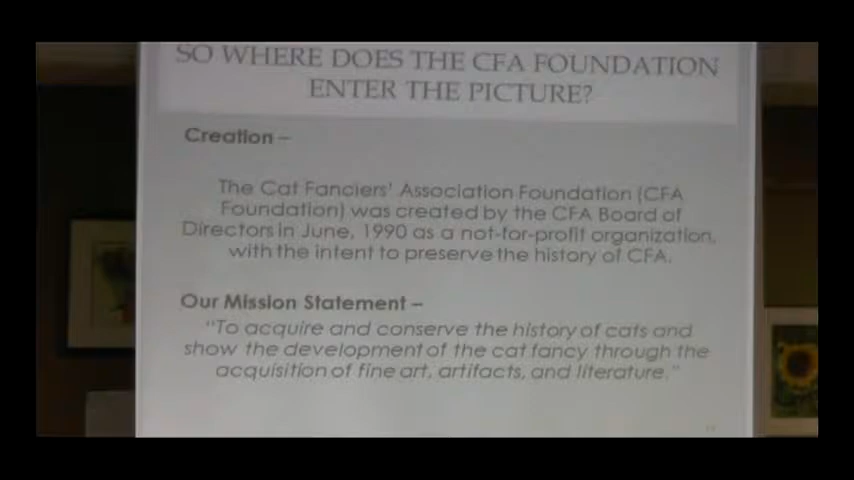 SO WHERE DOES THE CFA FOUNDATION
ENTER THE PICTURE?
Creation –
The Cat Fanciers' Association Foundation (CFA
Foundation) was created by the CFA Board of
Directors in June, 1990 as a not-for-profit organization,
with the intent to preserve the history of CFA.
Our Mission Statement –
"To acquire and conserve the history of cats and
show the development of the cat fancy through the
acquisition of fine art, artifacts, and literature."